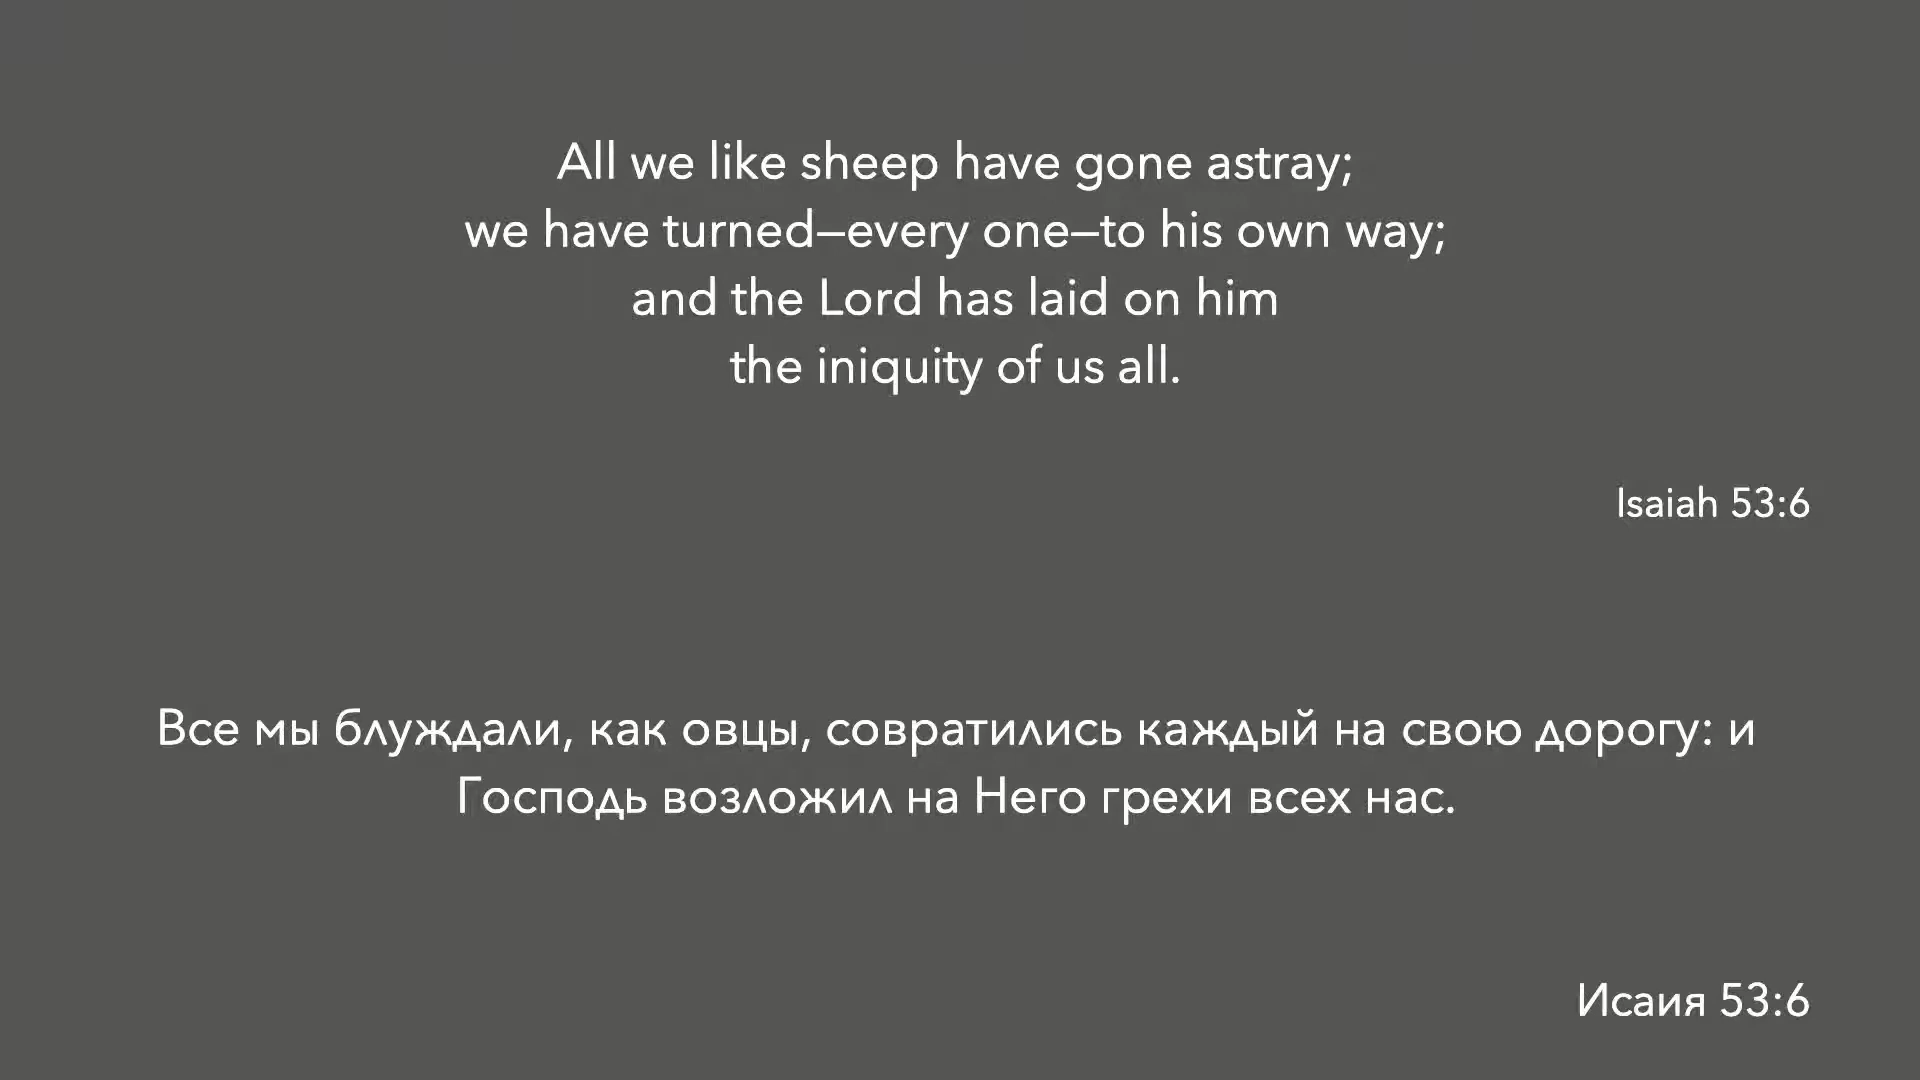 All we like sheep have gone astray;
we have turned—every one—to his own way;
and the Lord has laid on him
the iniquity of us all.
Isaiah 53:6
Все мы блуждали, как овцы, совратились каждый на свою дорогу: и
Господь возложил на Него грехи всех нас.
Исаия 53:6